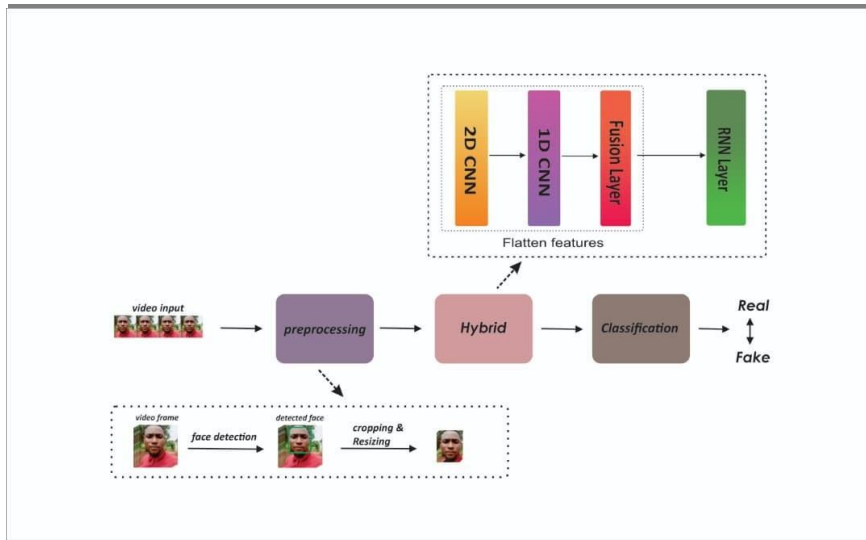 2D CNN
1D CNN
Fusion Layer
RNN Layer
Flatten features
video input
preprocessing
Hybrid
Classification
Real
Fake
video frame
face detection
detected face
cropping &
Resizing